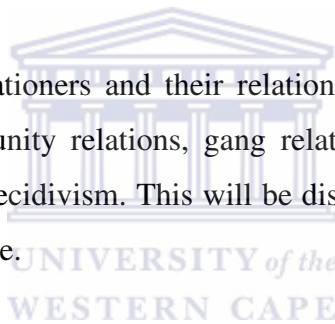 ationers and their relation
unity relations, gang relat
ecidivism. This will be dis
e.
UNIVERSITY of the
WESTERN CAPE